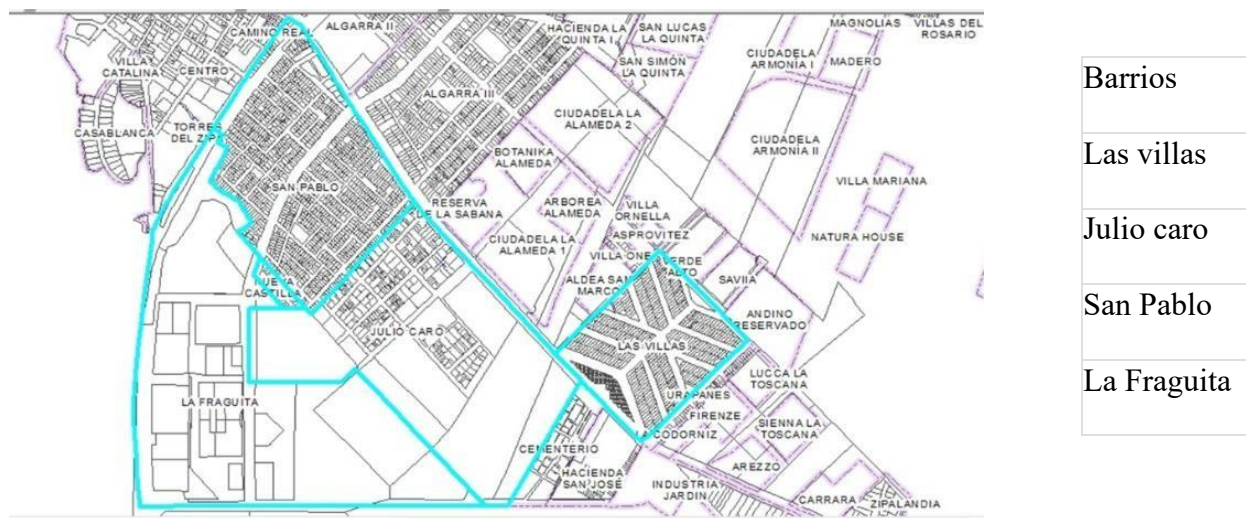 CAMINO REAL
ALGARRA II
HACIENDA LA
QUINTA I
SAN LUCAS
LA QUINTA
MAGNOLIAS
VILLAS DEL
ROSARIO
VILLA
CATALINA
CENTRO
SAN SIMÓN
LA QUINTA
CIUDADELA
ARMONIA I
MADERO
ALGARRA III
CASABLANCA
TORRES
DEL ZIPA
CIUDADELA LA
ALAMEDA 2
CIUDADELA
ARMONIA II
BOTANIKA
ALAMEDA
SAN PABLO
VILLA MARIANA
RESERVA
DE LA SABANA
ARBOREA
ALAMEDA
VILLA
ORNELLA
ASPROVITEZ
NATURA HOUSE
CIUDADELA LA
ALAMEDA 1
VERDE
ALTO
NUEVA
CASTILLA
ALDEA SAN
MARCO
SAVIIA
JULIO CARO
ANDINO
RESERVADO
LAS VILLAS
LUCCA LA
TOSCANA
LA FRAGUITA
URAPANES
FIRENZE
SIENNA LA
TOSCANA
LA CODORNIZ
CEMENTERIO
HACIENDA
SAN JOSÉ
AREZZO
INDUSTRIA
JARDIN
CARRARA
ZIPALANDIA
Barrios
Las villas
Julio caro
San Pablo
La Fraguita